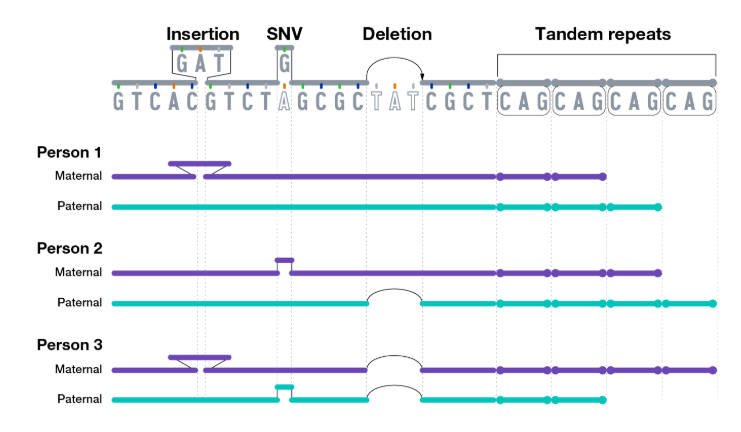 Insertion SNV Deletion Tandem repeats
GAT G
GTCACGTCTAGCGCTATCGCTCAGCAGCAGCAG
Person 1
Maternal
Paternal
Person 2
Maternal
Paternal
Person 3
Maternal
Paternal